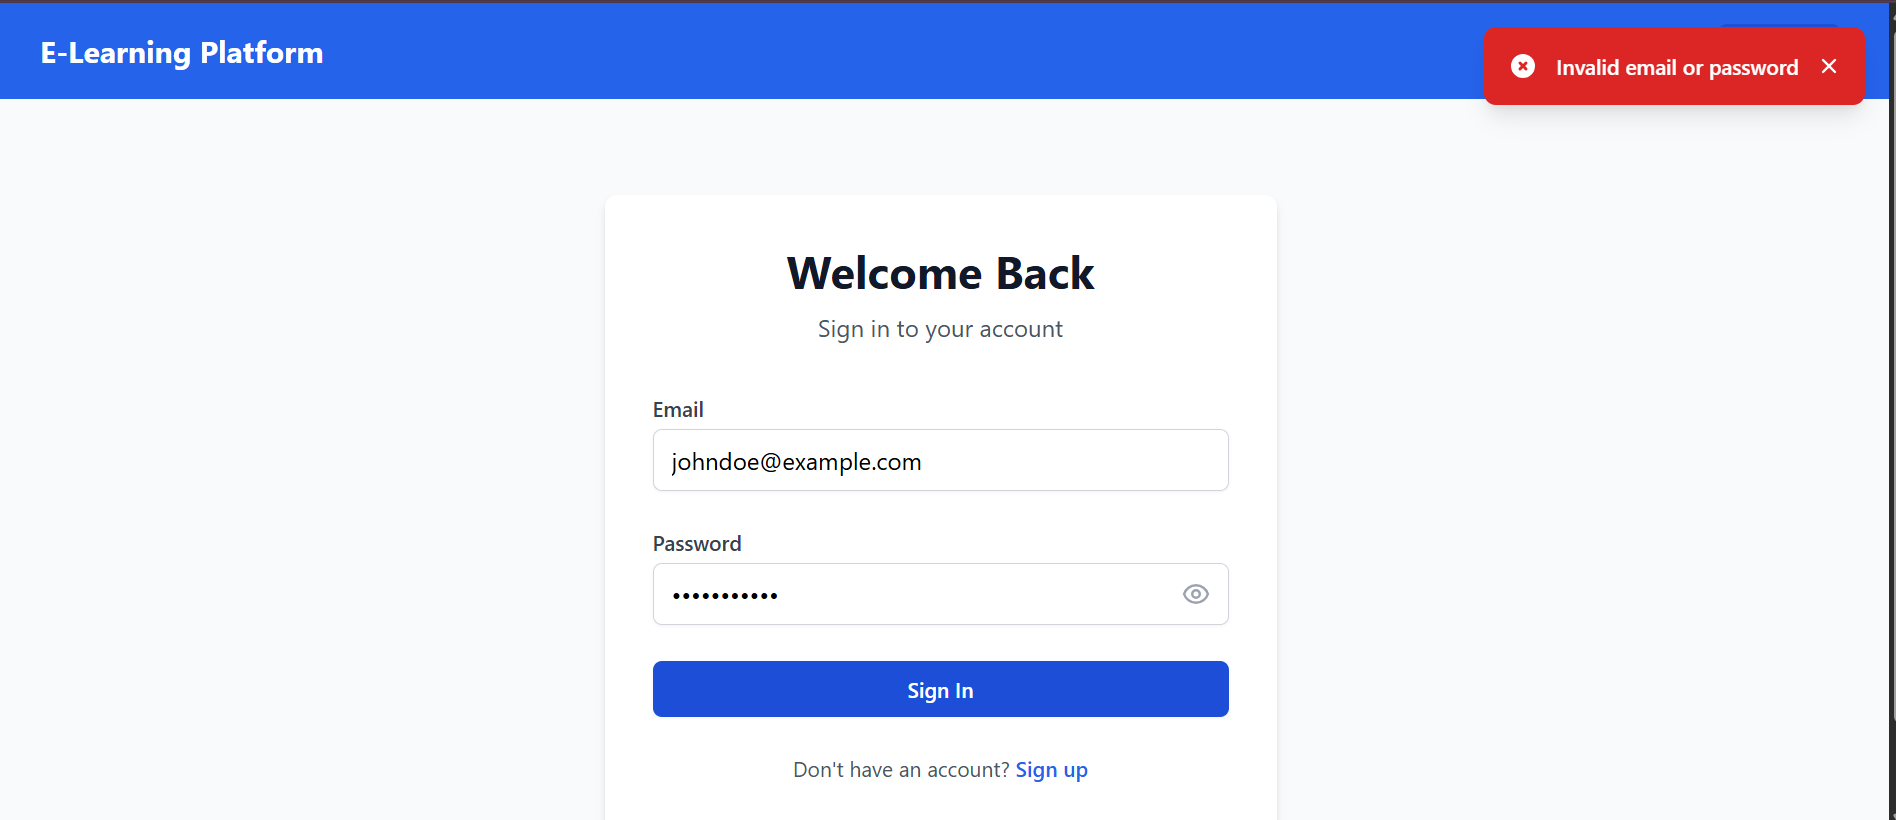 E-Learning Platform
Invalid email or password
Welcome Back
Sign in to your account
Email
johndoe@example.com
Password
•••••••••••
Sign In
Don't have an account? Sign up